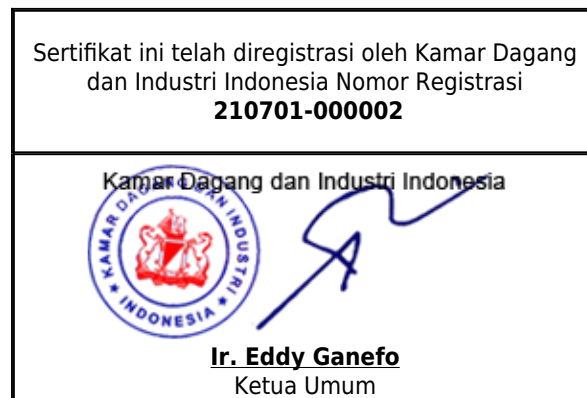 Sertifikat ini telah diregistrasi oleh Kamar Dagang
dan Industri Indonesia Nomor Registrasi
210701-000002
Kamar Dagang dan Industri Indonesia
KAMAR DAGANG DAN INDUSTRI
INDONESIA
Ir. Eddy Ganefo
Ketua Umum